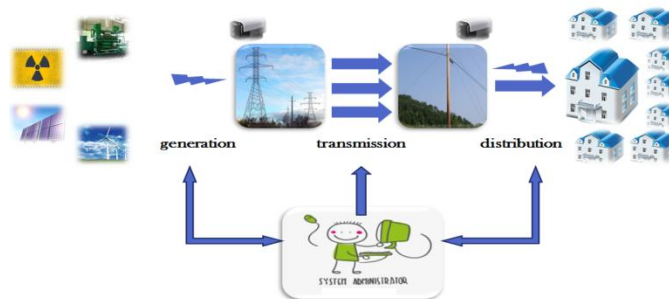 generation
transmission
distribution
SYSTEM ADMINISTRATOR